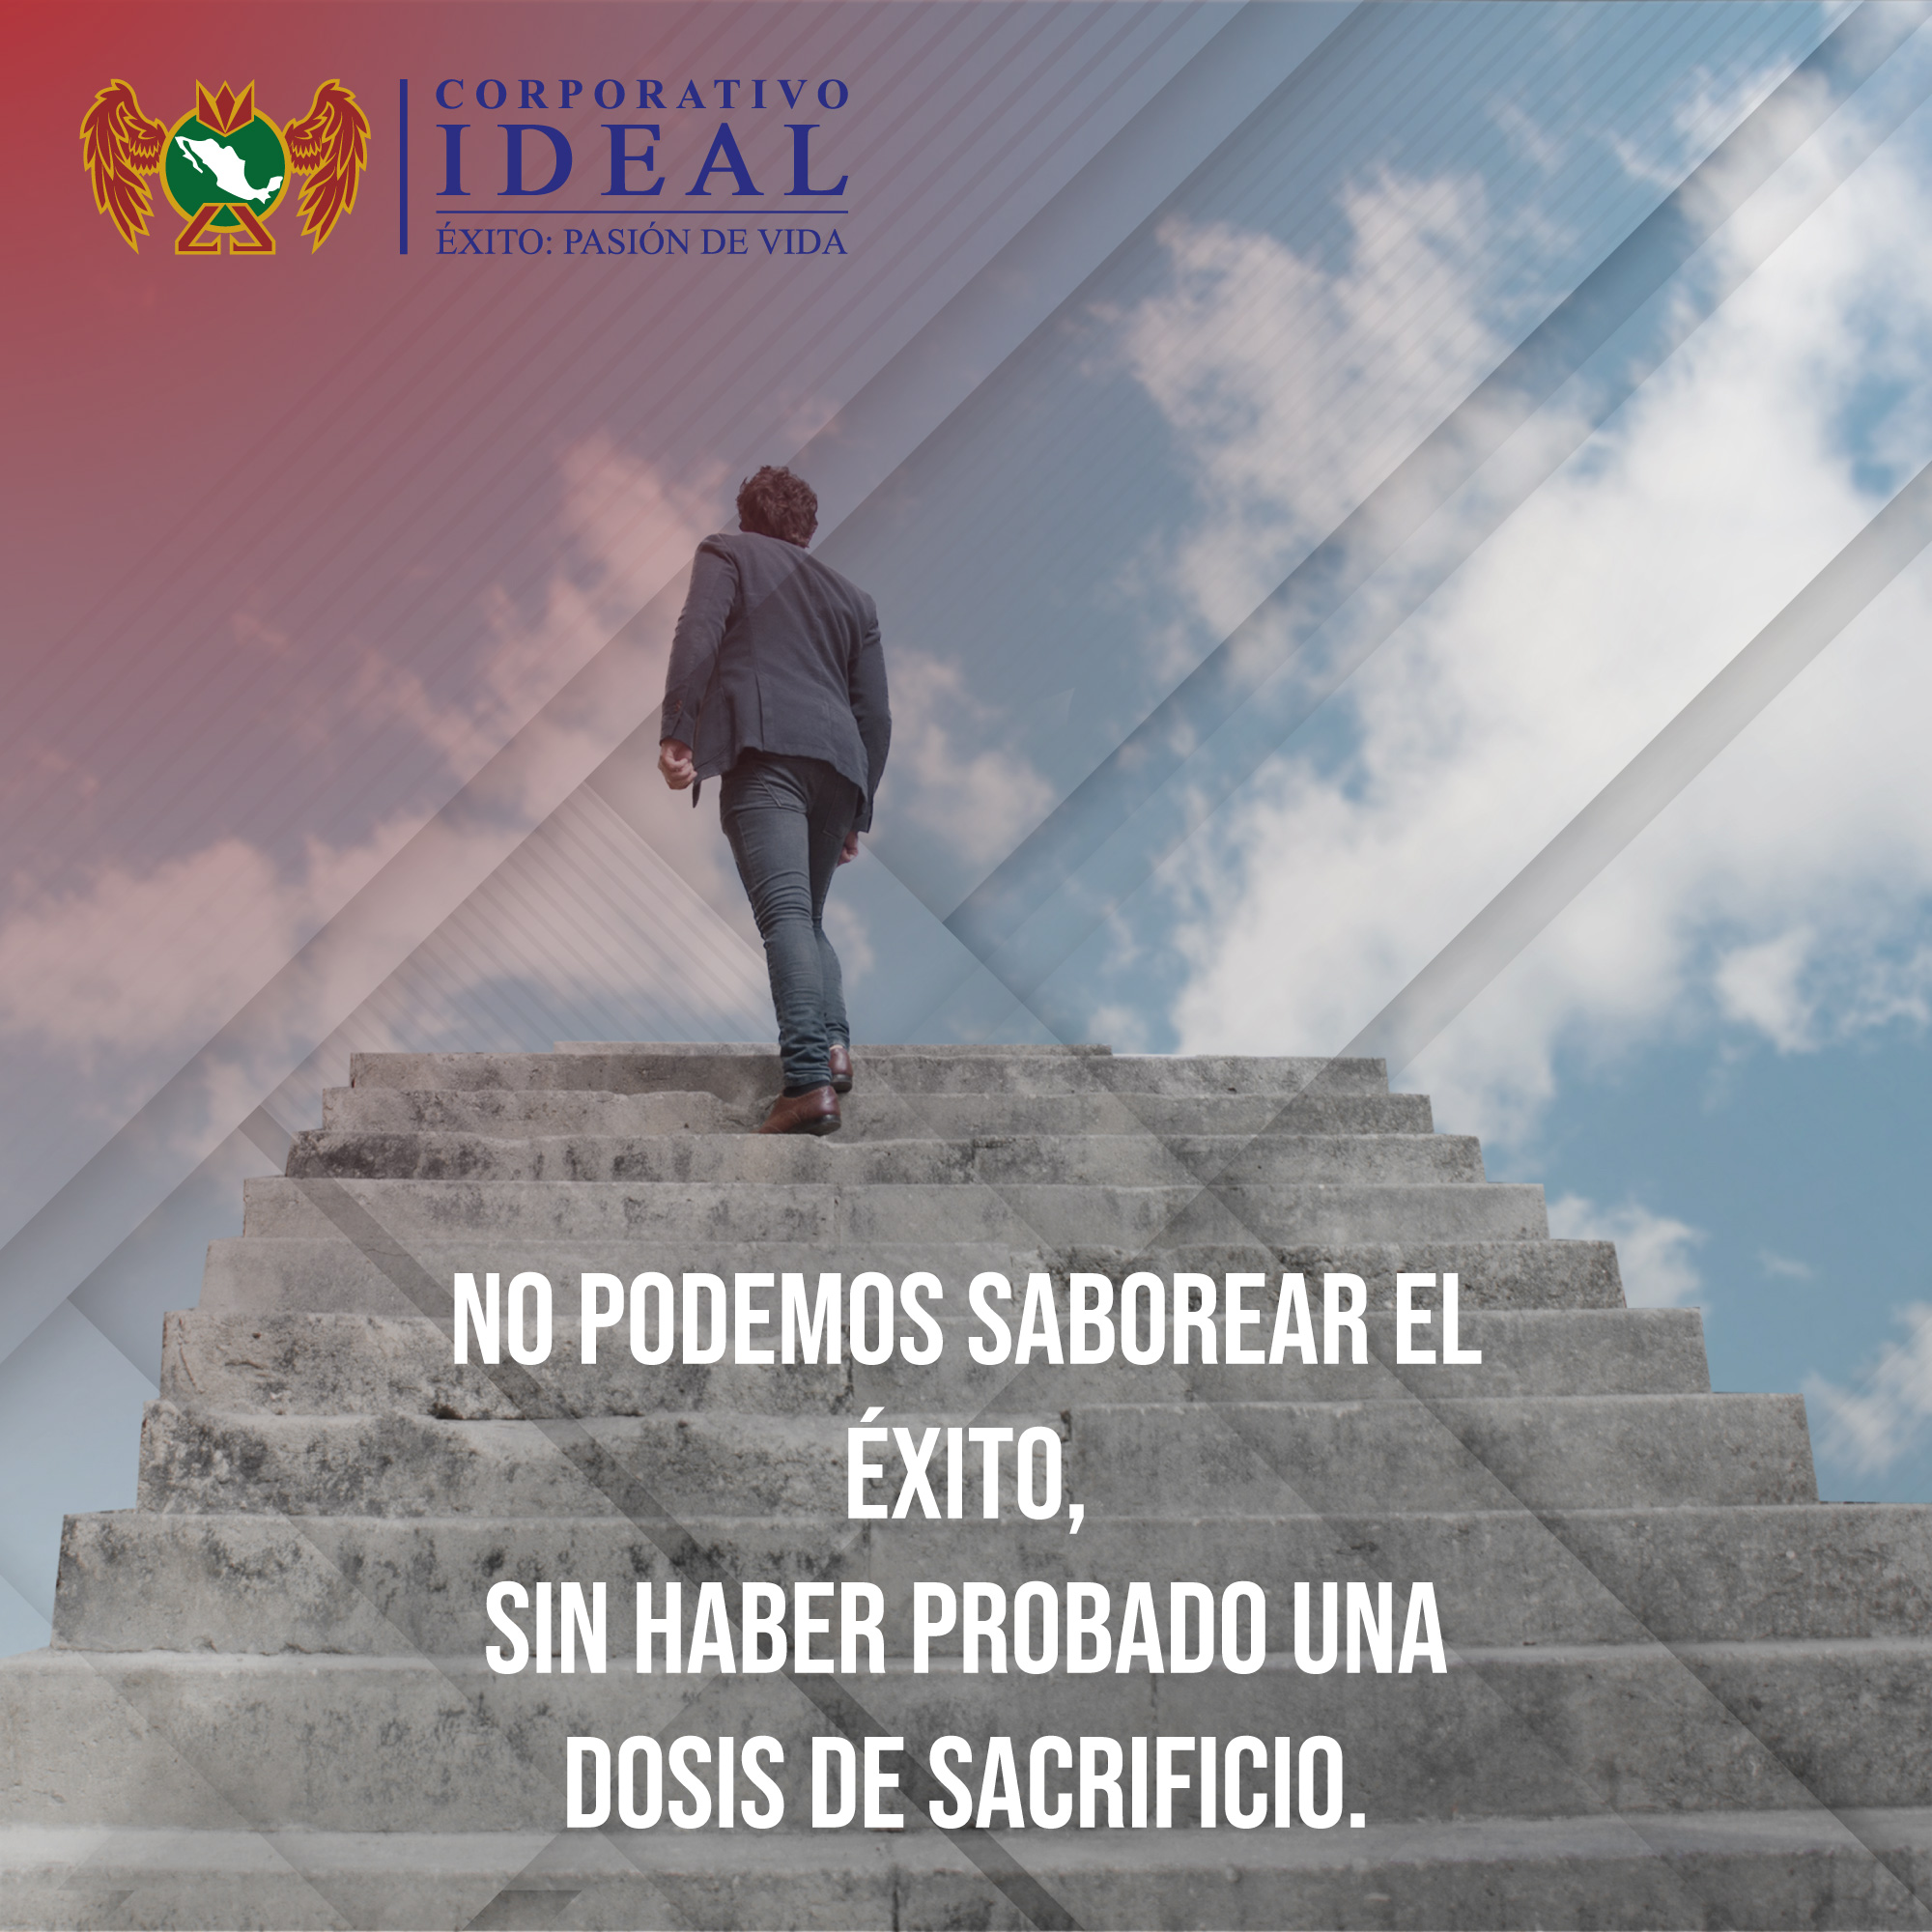 CORPORATIVO
IDEAL
ÉXITO: PASIÓN DE VIDA
NO PODEMOS SABOREAR EL
ÉXITO,
SIN HABER PROBADO UNA
DOSIS DE SACRIFICIO.